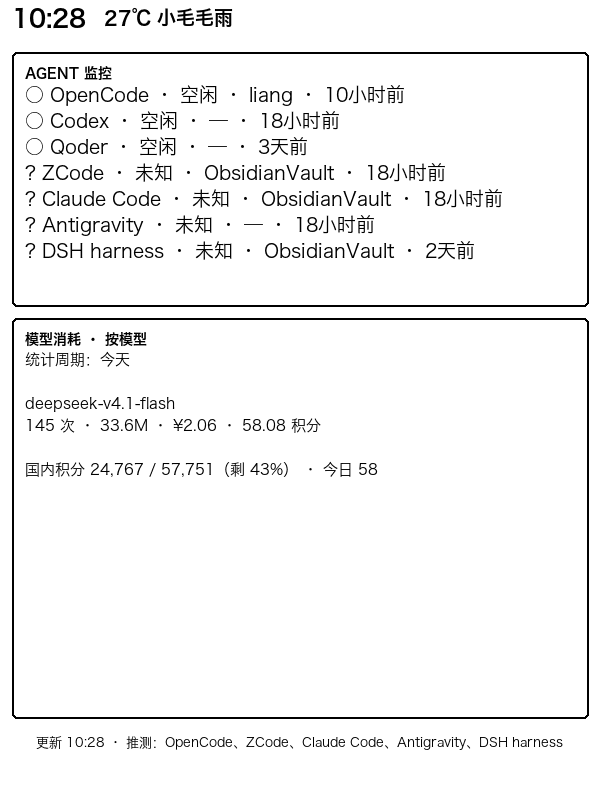 10:28 27℃ 小毛毛雨
AGENT 监控
○ OpenCode · 空闲 · liang · 10小时前
○ Codex · 空闲 · — · 18小时前
○ Qoder · 空闲 · — · 3天前
? ZCode · 未知 · ObsidianVault · 18小时前
? Claude Code · 未知 · ObsidianVault · 18小时前
? Antigravity · 未知 · — · 18小时前
? DSH harness · 未知 · ObsidianVault · 2天前
模型消耗 · 按模型
统计周期：今天
deepseek-v4.1-flash
145 次 · 33.6M · ¥2.06 · 58.08 积分
国内积分 24,767 / 57,751（剩 43%） · 今日 58
更新 10:28 · 推测：OpenCode、ZCode、Claude Code、Antigravity、DSH harness